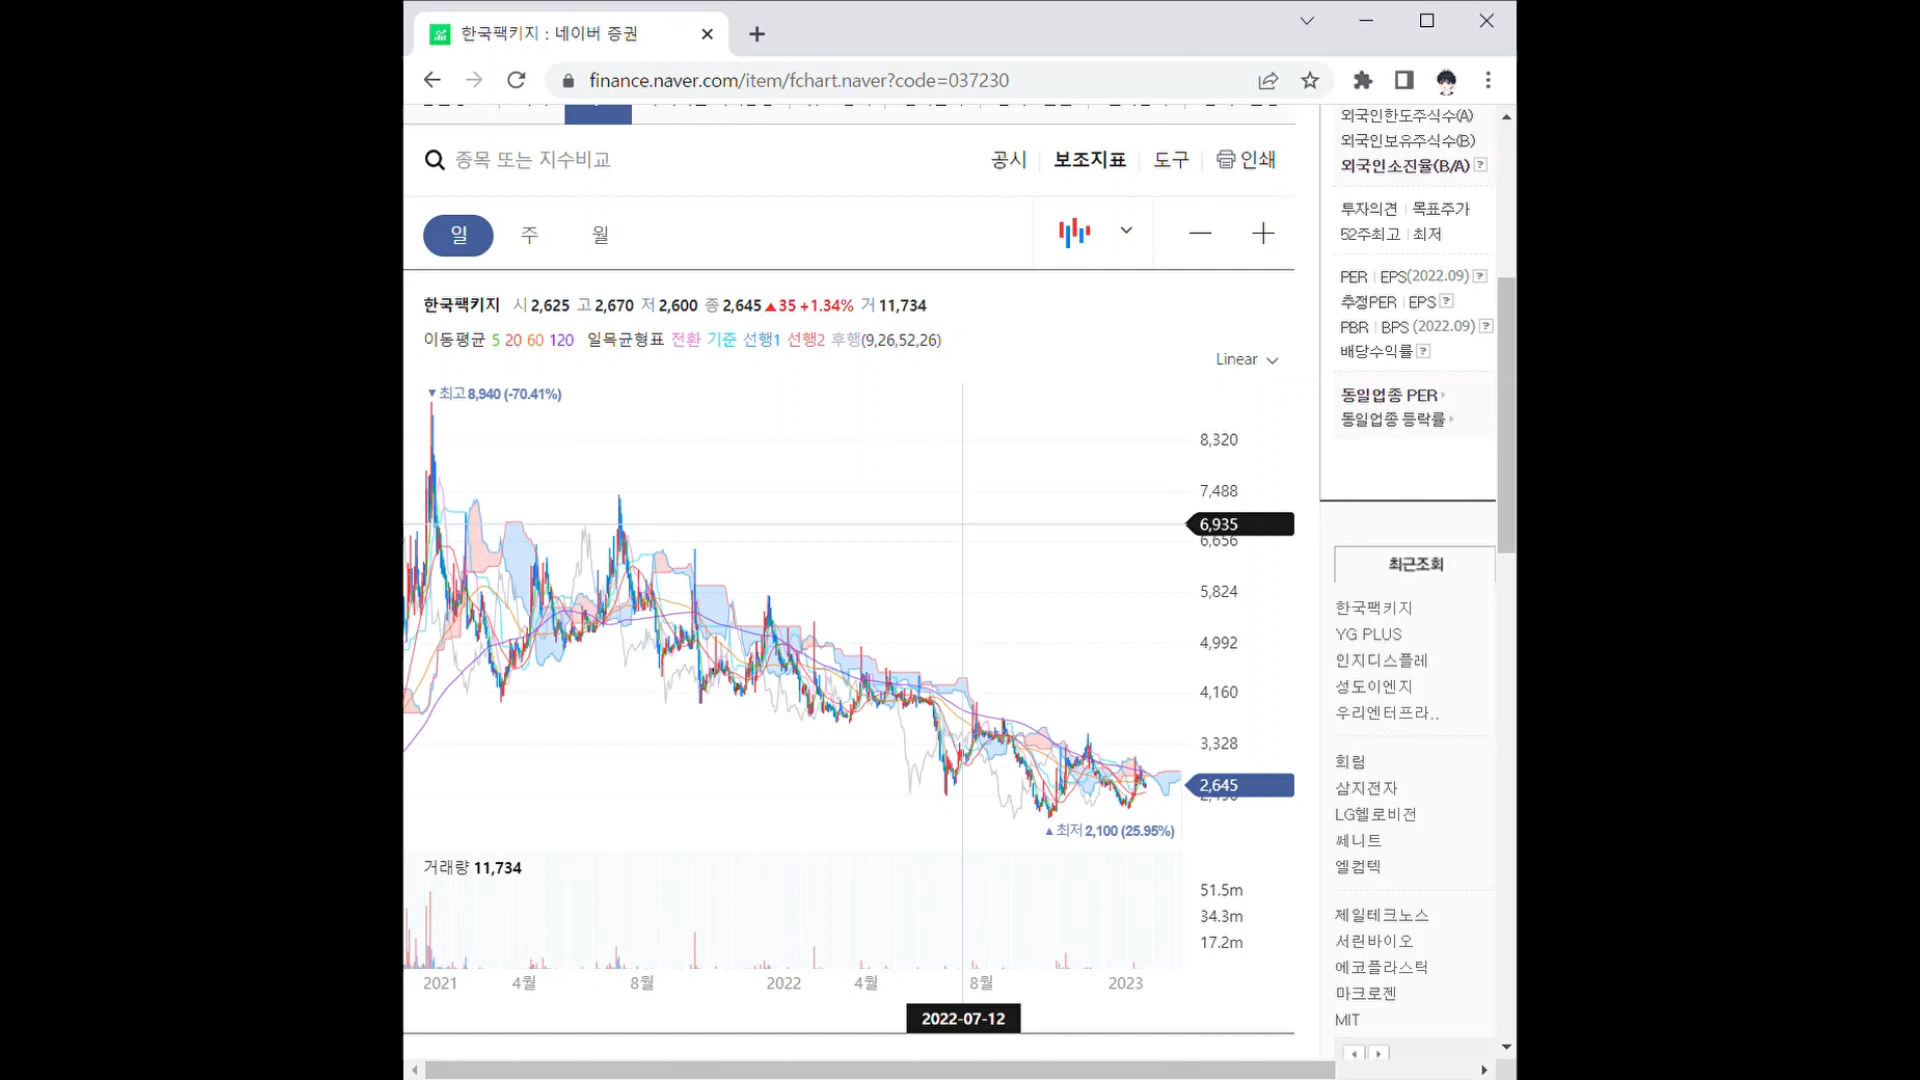 한국팩키지 : 네이버 증권
finance.naver.com/item/fchart.naver?code=037230
종목 또는 지수비교
공시 보조지표 도구 인쇄
일 주 월
한국팩키지 시 2,625 고 2,670 저 2,600 종 2,645 ▲35 +1.34% 거 11,734
이동평균 5 20 60 120 일목균형표 전환 기준 선행1 선행2 후행(9,26,52,26)
Linear
▼최고 8,940 (-70.41%)
8,320
7,488
6,935
6,656
5,824
4,992
4,160
3,328
2,645
▲최저 2,100 (25.95%)
거래량 11,734
51.5m
34.3m
17.2m
2021 4월 8월 2022 4월 8월 2023
2022-07-12
외국인한도주식수(A)
외국인보유주식수(B)
외국인소진율(B/A) ?
투자의견 | 목표주가
52주최고 | 최저
PER | EPS(2022.09) ?
추정PER | EPS ?
PBR | BPS (2022.09) ?
배당수익률 ?
동일업종 PER
동일업종 등락률
최근조회
한국팩키지
YG PLUS
인지디스플레
성도이엔지
우리엔터프라..
희림
삼지전자
LG헬로비전
쎄니트
엘컴텍
제일테크노스
서린바이오
에코플라스틱
마크로젠
MIT